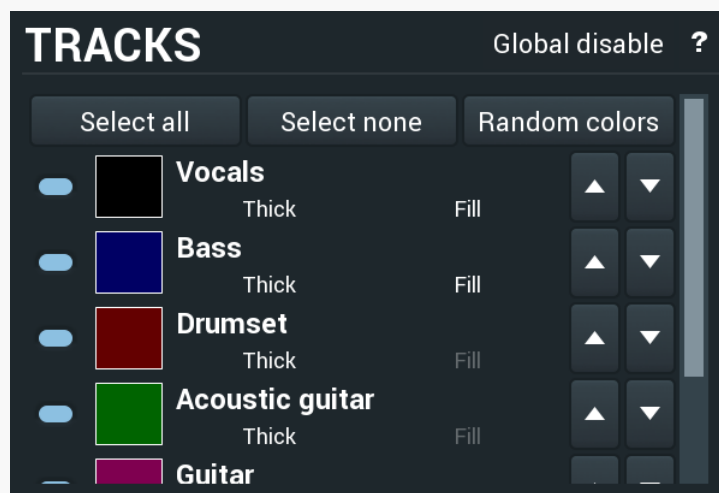 TRACKS Global disable ?
Select all Select none Random colors
Vocals
Thick Fill
Bass
Thick Fill
Drumset
Thick Fill
Acoustic guitar
Thick Fill
Guitar